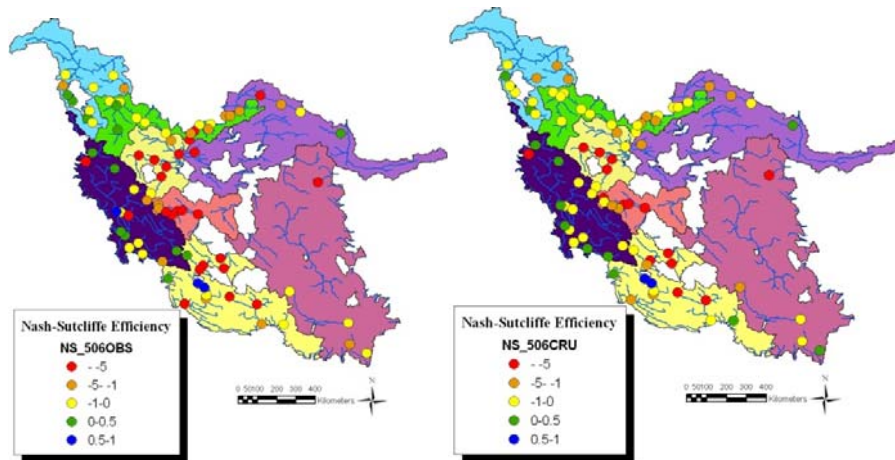 Nash-Sutcliffe Efficiency
NS_506OBS
- -5
-5- -1
-1-0
0-0.5
0.5-1
N
0 50100 200 300 400
Kilometers
Nash-Sutcliffe Efficiency
NS_506CRU
- -5
-5- -1
-1-0
0-0.5
0.5-1
N
0 50100 200 300 400
Kilometers